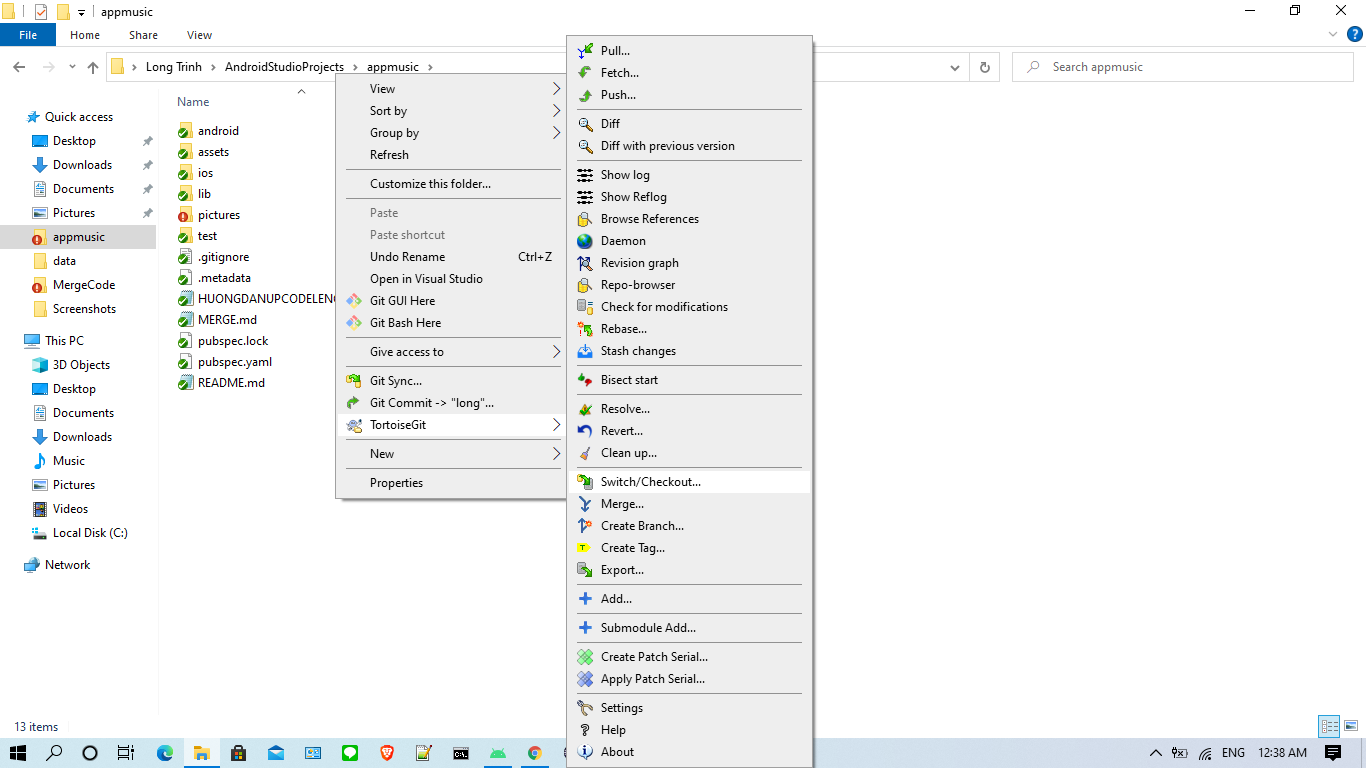 appmusic
File Home Share View
Long Trinh AndroidStudioProjects appmusic
Search appmusic
Quick access
Desktop
Downloads
Documents
Pictures
appmusic
data
MergeCode
Screenshots
This PC
3D Objects
Desktop
Documents
Downloads
Music
Pictures
Videos
Local Disk (C:)
Network
Name
android
assets
ios
lib
pictures
test
.gitignore
.metadata
HUONGDANUPCODELENG
MERGE.md
pubspec.lock
pubspec.yaml
README.md
View
Sort by
Group by
Refresh
Customize this folder...
Paste
Paste shortcut
Undo Rename Ctrl+Z
Open in Visual Studio
Git GUI Here
Git Bash Here
Give access to
Git Sync...
Git Commit -> "long"...
TortoiseGit
New
Properties
Pull...
Fetch...
Push...
Diff
Diff with previous version
Show log
Show Reflog
Browse References
Daemon
Revision graph
Repo-browser
Check for modifications
Rebase...
Stash changes
Bisect start
Resolve...
Revert...
Clean up...
Switch/Checkout...
Merge...
Create Branch...
Create Tag...
Export...
Add...
Submodule Add...
Create Patch Serial...
Apply Patch Serial...
Settings
Help
About
13 items
ENG 12:38 AM